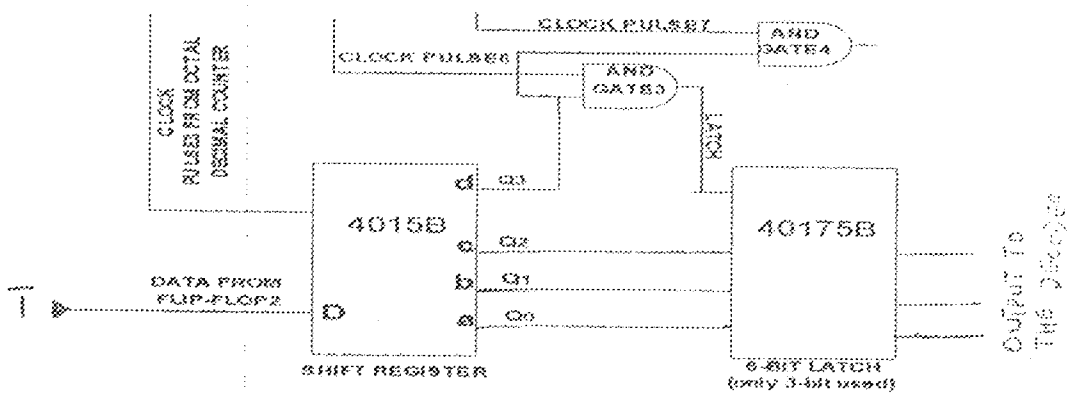 CLOCK PULSE7
AND
GATE4
CLOCK PULSE6
AND
GATE3
CLOCK
PULSES FROM OCTAL
DECIMAL COUNTER
LATCH
d
Q3
4015B
40175B
c
Q2
DATA FROM
FLIP-FLOP2
b
Q1
D
a
Q0
SHIFT REGISTER
6-BIT LATCH
(only 3-bit used)
OUTPUT TO
THE DECODER